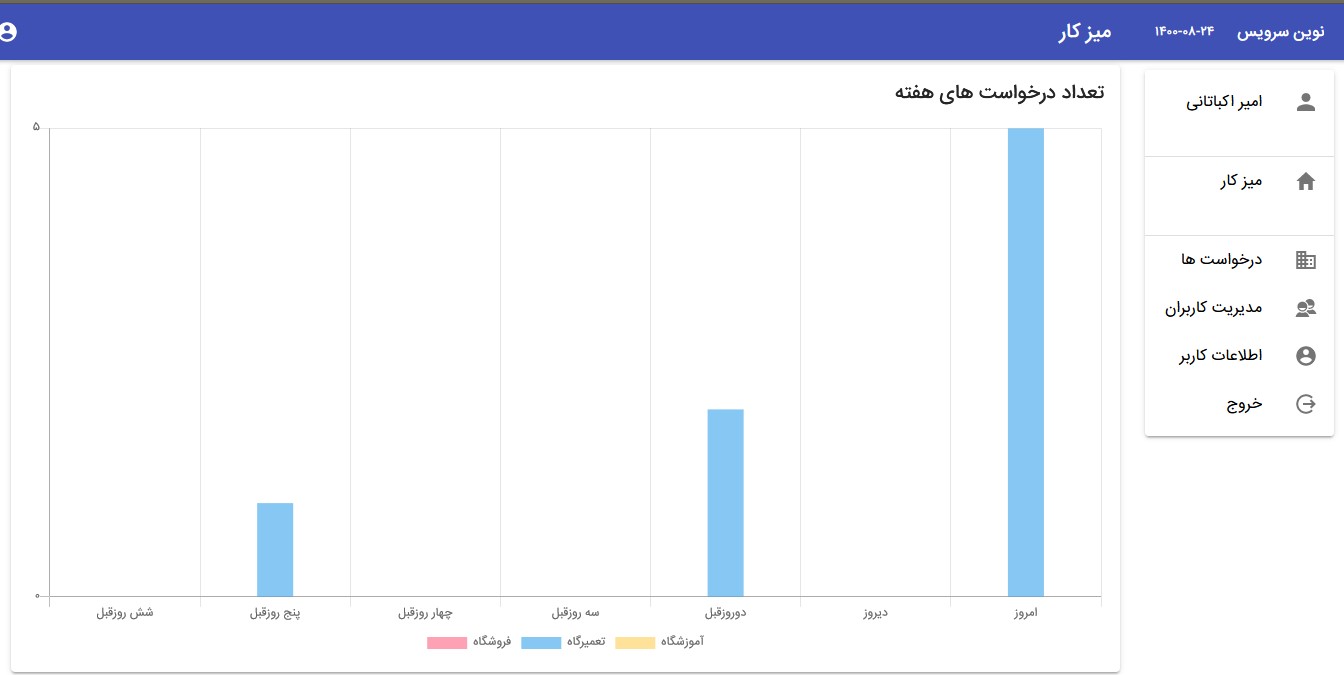 نوین سرویس ۱۴۰۰-۰۸-۲۴ میز کار
امیر اکباتانی
میز کار
درخواست ها
مدیریت کاربران
اطلاعات کاربر
خروج
تعداد درخواست های هفته
۵
۰
امروز دیروز دوروزقبل سه روزقبل چهار روزقبل پنج روزقبل شش روزقبل
آموزشگاه تعمیرگاه فروشگاه